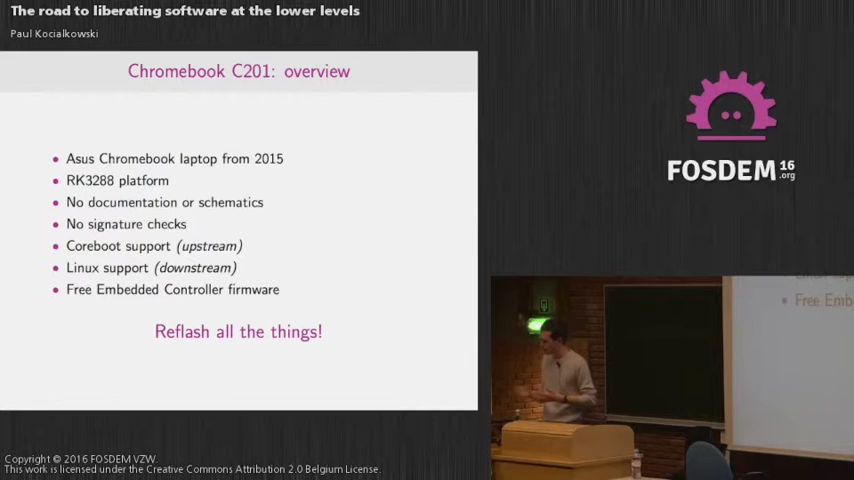 The road to liberating software at the lower levels
Paul Kocialkowski
Chromebook C201: overview
• Asus Chromebook laptop from 2015
• RK3288 platform
• No documentation or schematics
• No signature checks
• Coreboot support (upstream)
• Linux support (downstream)
• Free Embedded Controller firmware
Reflash all the things!
FOSDEM 16
.org
• Free Emb
Copyright © 2016 FOSDEM VZW.
This work is licensed under the Creative Commons Attribution 2.0 Belgium License.